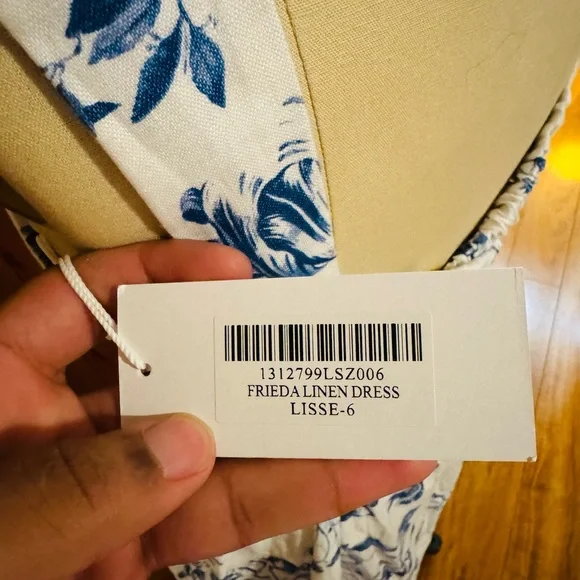 1312799LSZ006
FRIEDA LINEN DRESS
LISSE-6